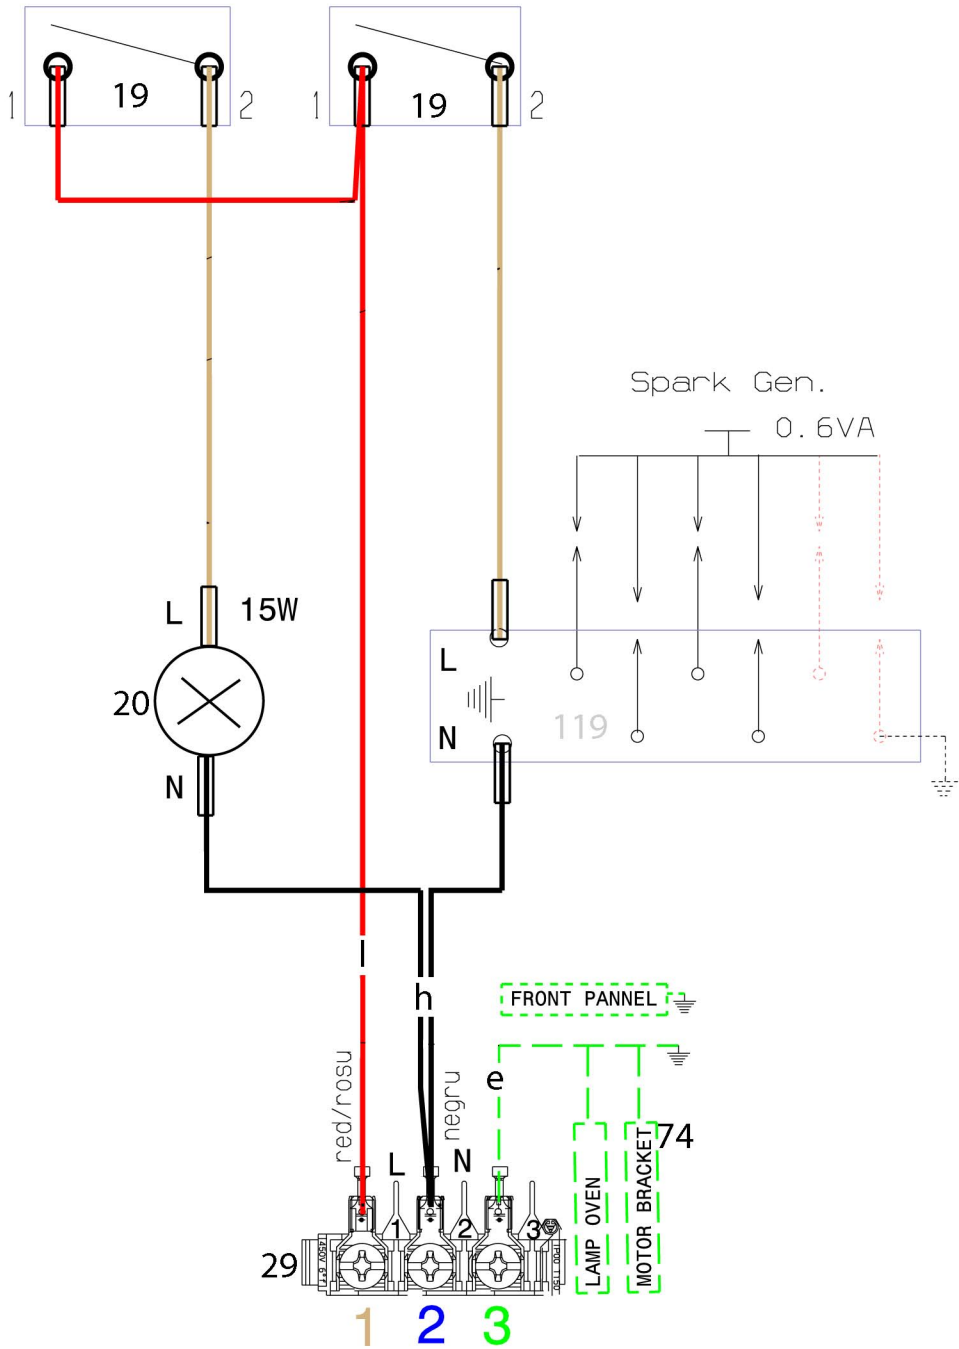 1 19 2
1 19 2
Spark Gen.
0.6VA
L 15W
20
N
L
N
119
l
h
FRONT PANNEL
e
red/rosu
negru
L
N
74
LAMP OVEN
MOTOR BRACKET
1 2 3
29
450V
1 2 3